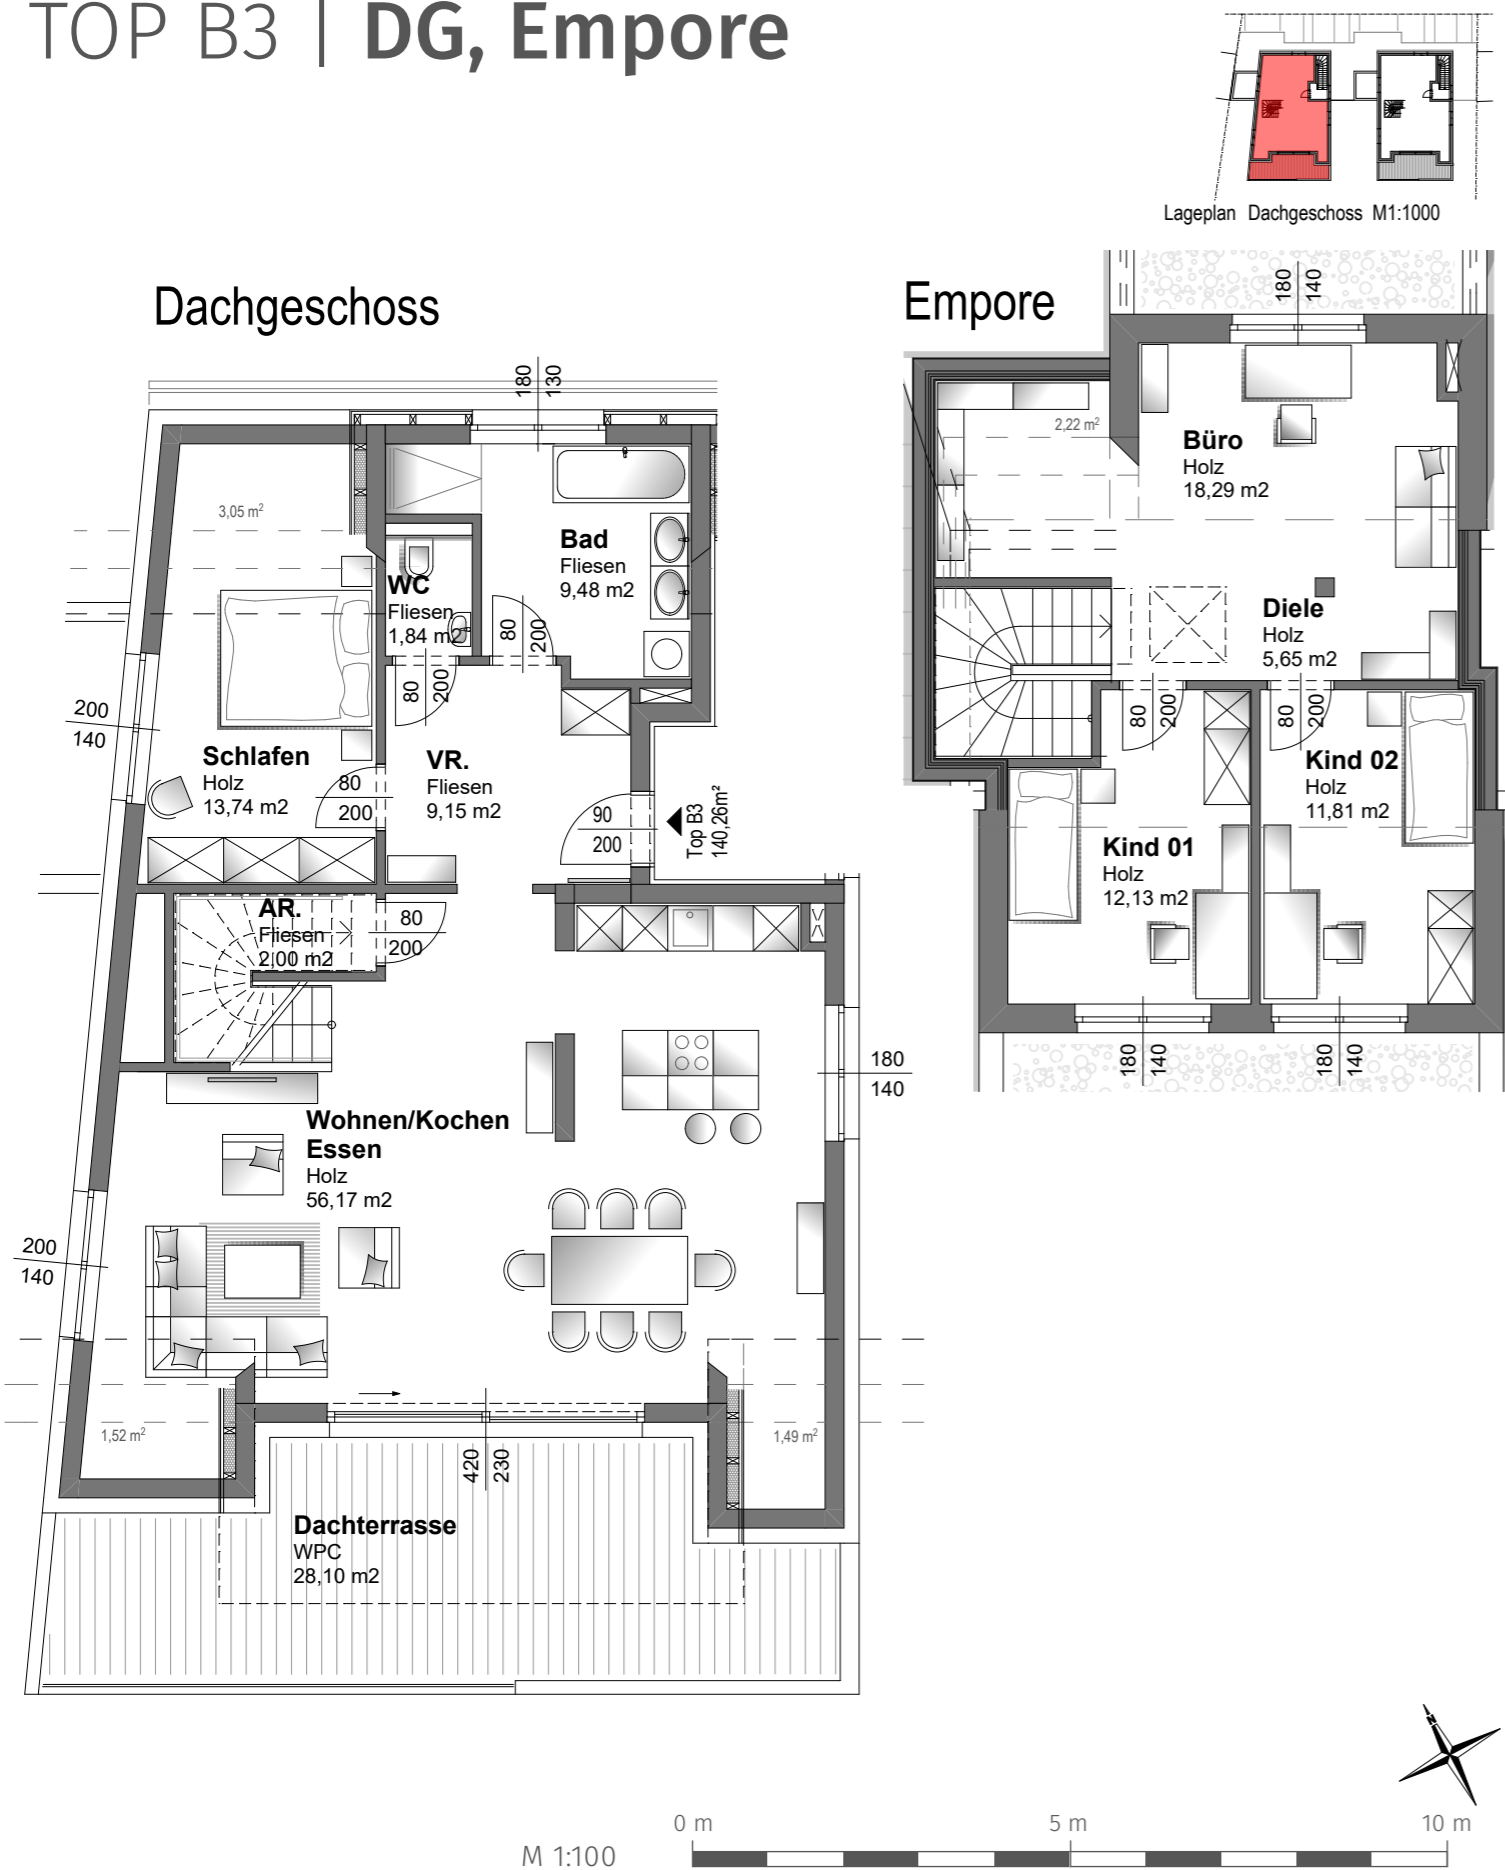 TOP B3 | DG, Empore
Lageplan Dachgeschoss M1:1000
Dachgeschoss
180
130
3,05 m²
WC
Fliesen
1,84 m2
Bad
Fliesen
9,48 m2
80
200
80
200
200
140
Schlafen
Holz
13,74 m2
80
200
VR.
Fliesen
9,15 m2
90
200
Top B3
140,26m²
AR.
Fliesen
2,00 m2
80
200
180
140
Wohnen/Kochen
Essen
Holz
56,17 m2
200
140
1,52 m²
1,49 m²
420
230
Dachterrasse
WPC
28,10 m2
Empore
180
140
2,22 m²
Büro
Holz
18,29 m2
Diele
Holz
5,65 m2
80
200
80
200
Kind 02
Holz
11,81 m2
Kind 01
Holz
12,13 m2
180
140
180
140
N
0 m
5 m
10 m
M 1:100